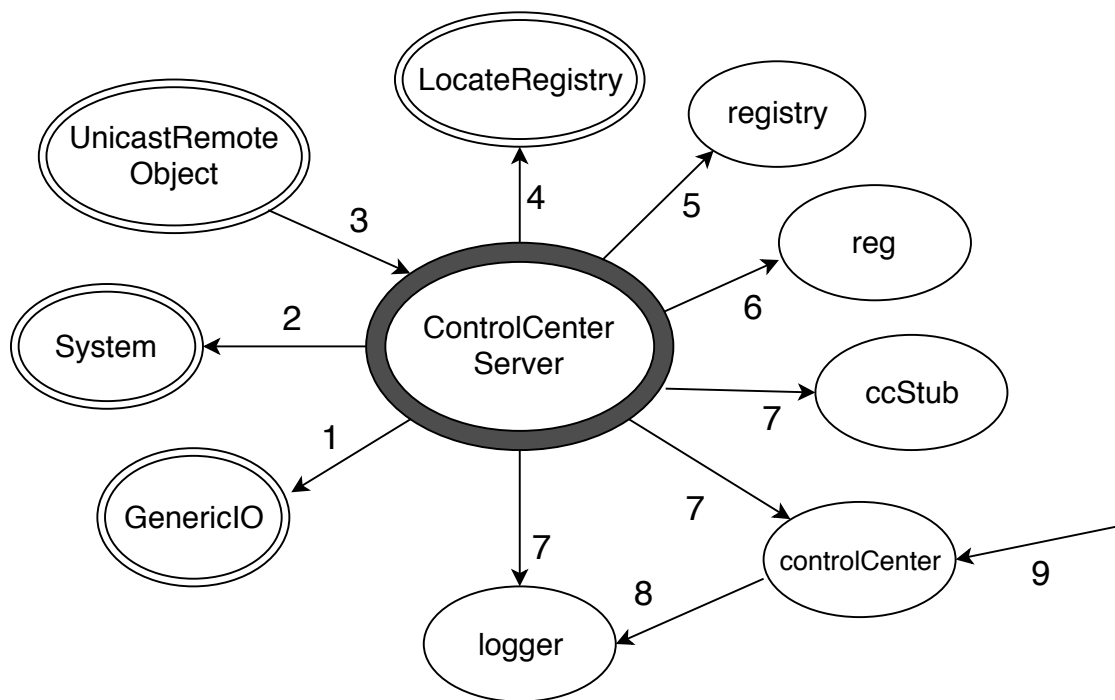 LocateRegistry
registry
UnicastRemote
Object
3
4
5
reg
6
System
2
ControlCenter
Server
ccStub
7
1
GenericIO
7
7
controlCenter
9
8
logger